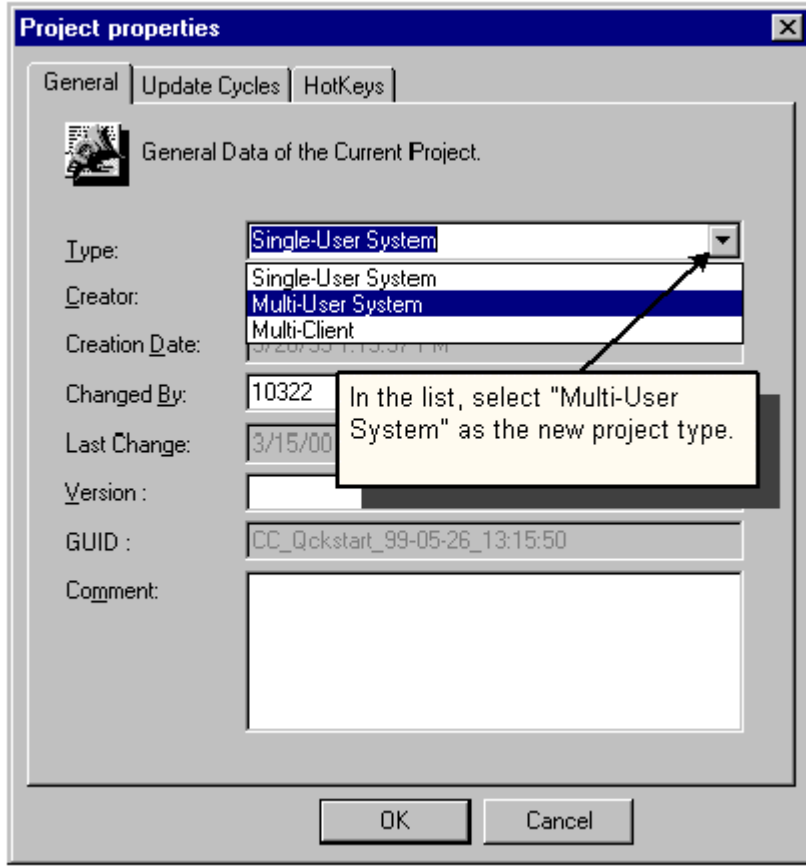 Project properties
General
Update Cycles
HotKeys
General Data of the Current Project.
Type:
Single-User System
Single-User System
Multi-User System
Multi-Client
Creator:
Creation Date:
Changed By:
10322
In the list, select "Multi-User
System" as the new project type.
Last Change:
3/15/00
Version :
GUID :
CC_Qckstart_99-05-26_13:15:50
Comment:
OK
Cancel